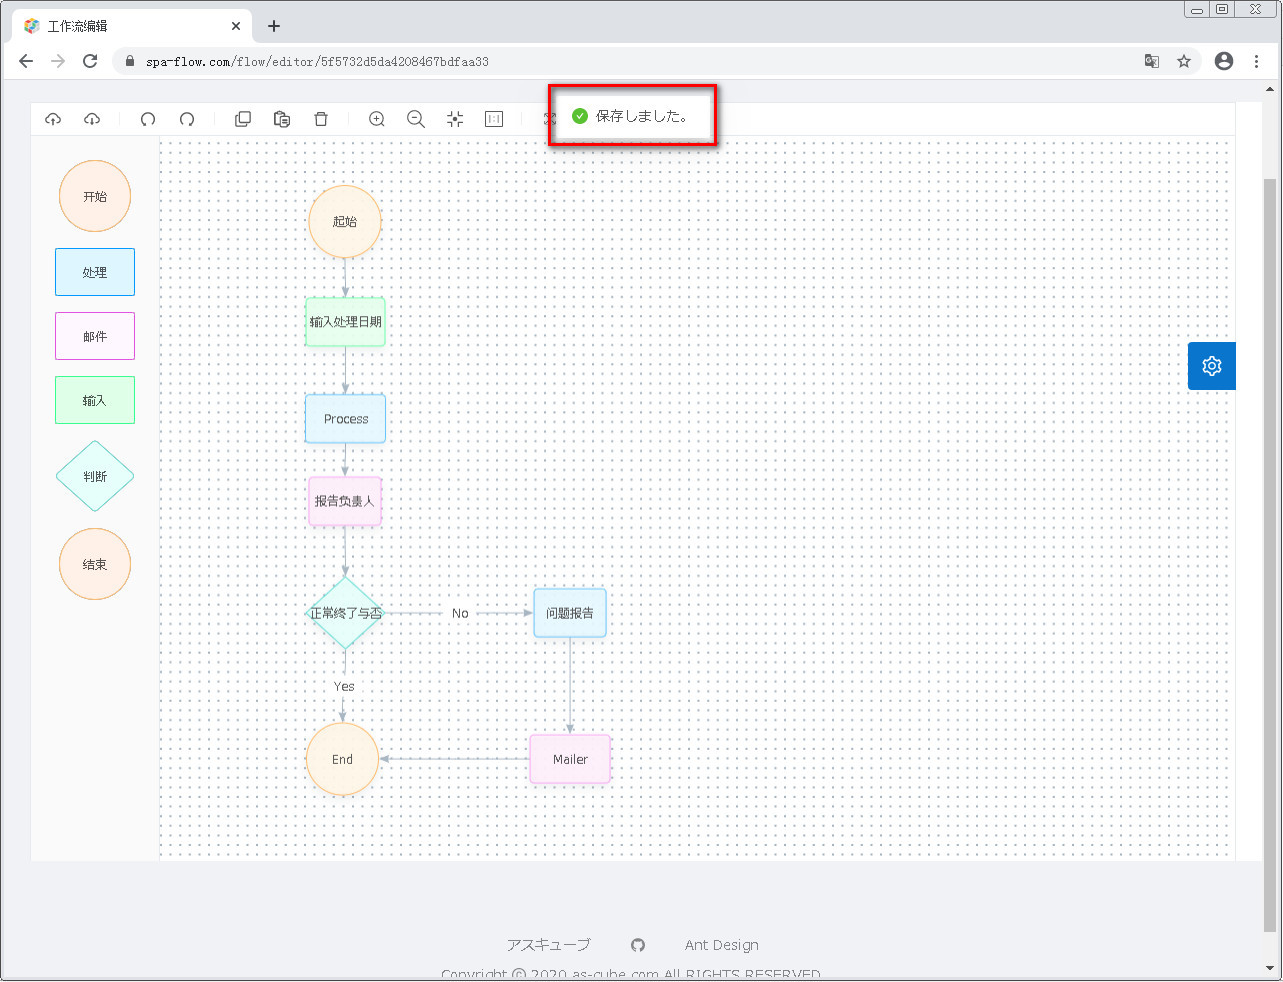 工作流编辑
spa-flow.com/flow/editor/5f5732d5da4208467bdfaa33
保存しました。
开始
处理
邮件
输入
判断
结束
起始
输入处理日期
Process
报告负责人
正常终了与否
No
问题报告
Yes
End
Mailer
アスキューブ
Ant Design
Copyright © 2020 as-cube.com All RIGHTS RESERVED